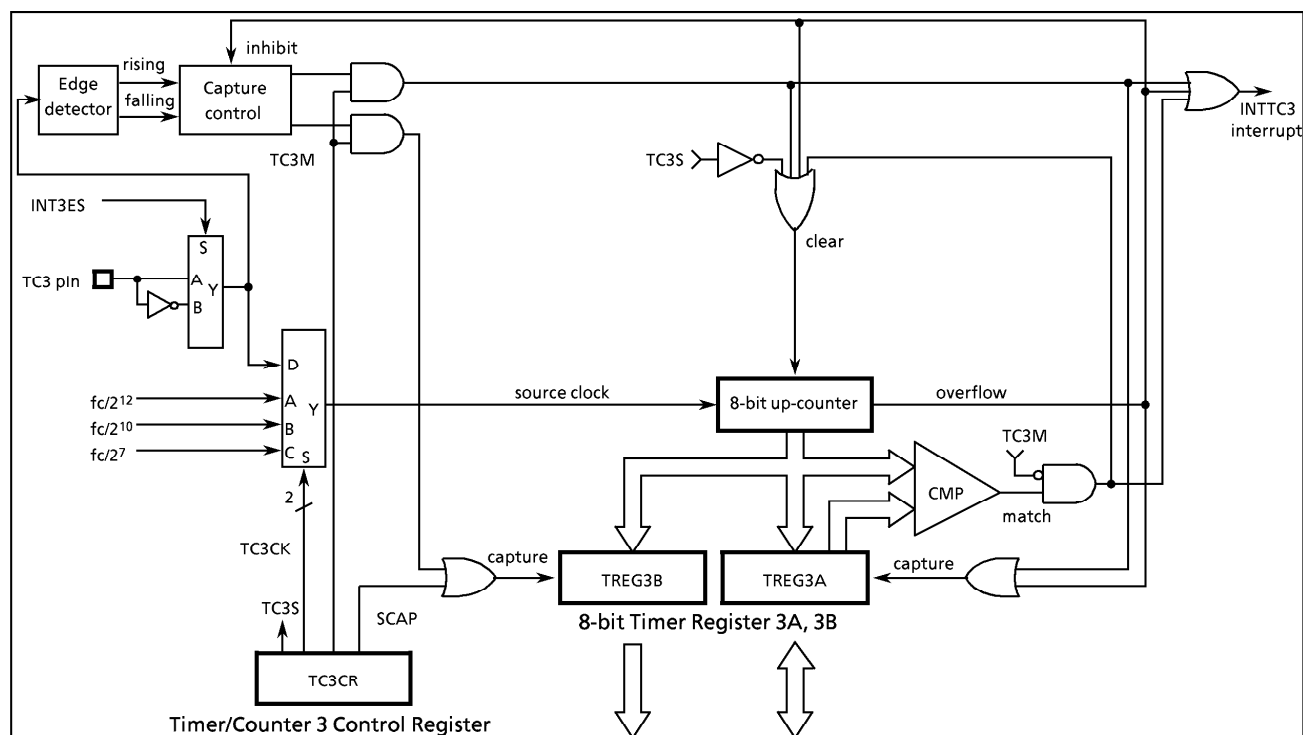 inhibit
rising
Edge detector
falling
Capture control
INTTC3 interrupt
TC3M
TC3S
INT3ES
clear
S
TC3 pin
A
Y
B
D
source clock
8-bit up-counter
overflow
fc/2¹²
A
Y
fc/2¹⁰
B
TC3M
fc/2⁷
C
S
2
CMP
match
TC3CK
capture
capture
TREG3B
TREG3A
TC3S
SCAP
8-bit Timer Register 3A, 3B
TC3CR
Timer/Counter 3 Control Register